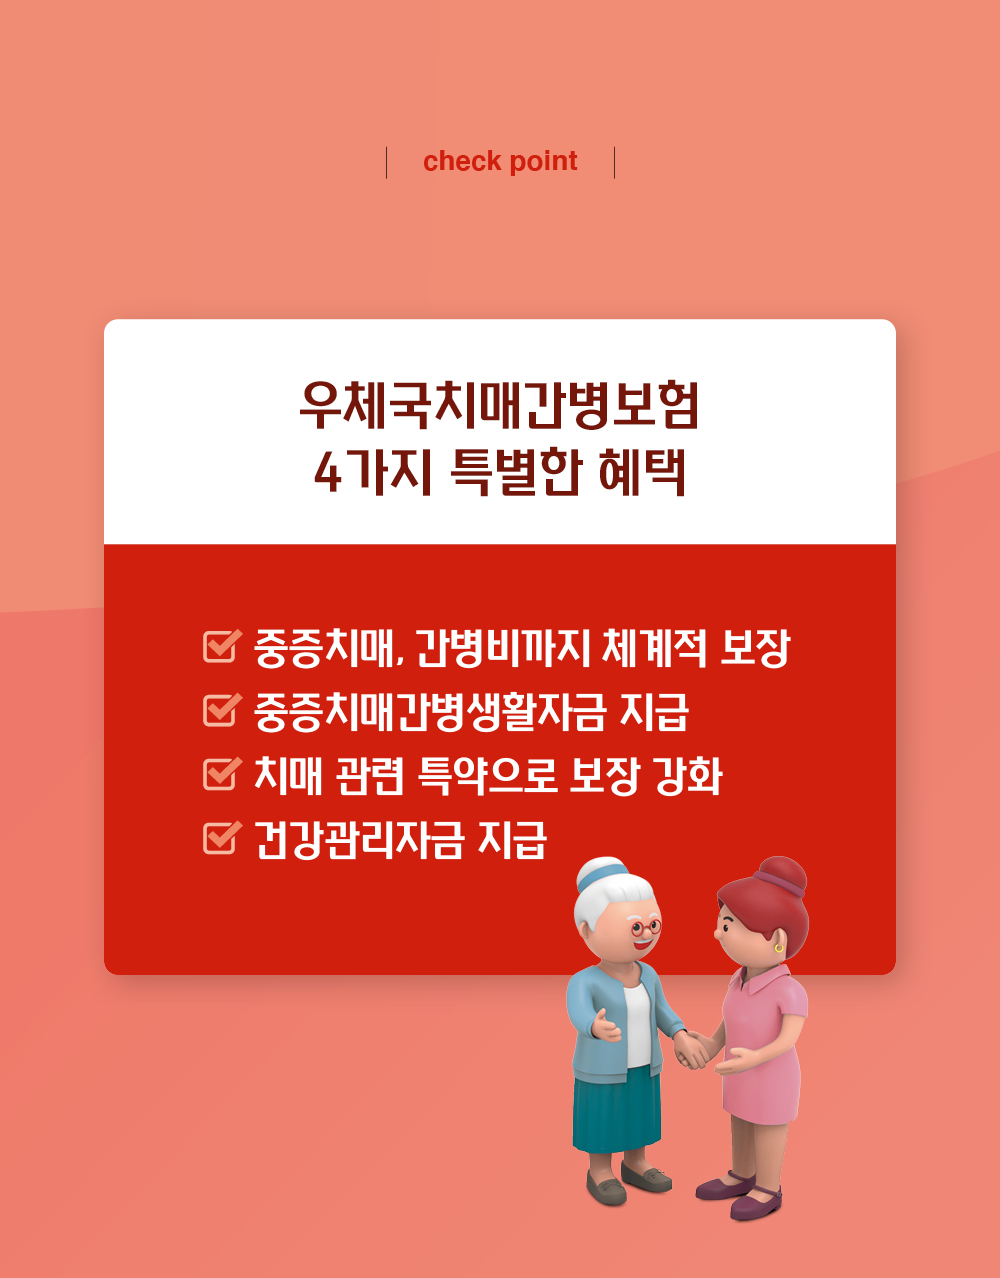 check point
우체국치매간병보험
4가지 특별한 혜택
중증치매, 간병비까지 체계적 보장
중증치매간병생활자금 지급
치매 관련 특약으로 보장 강화
건강관리자금 지급